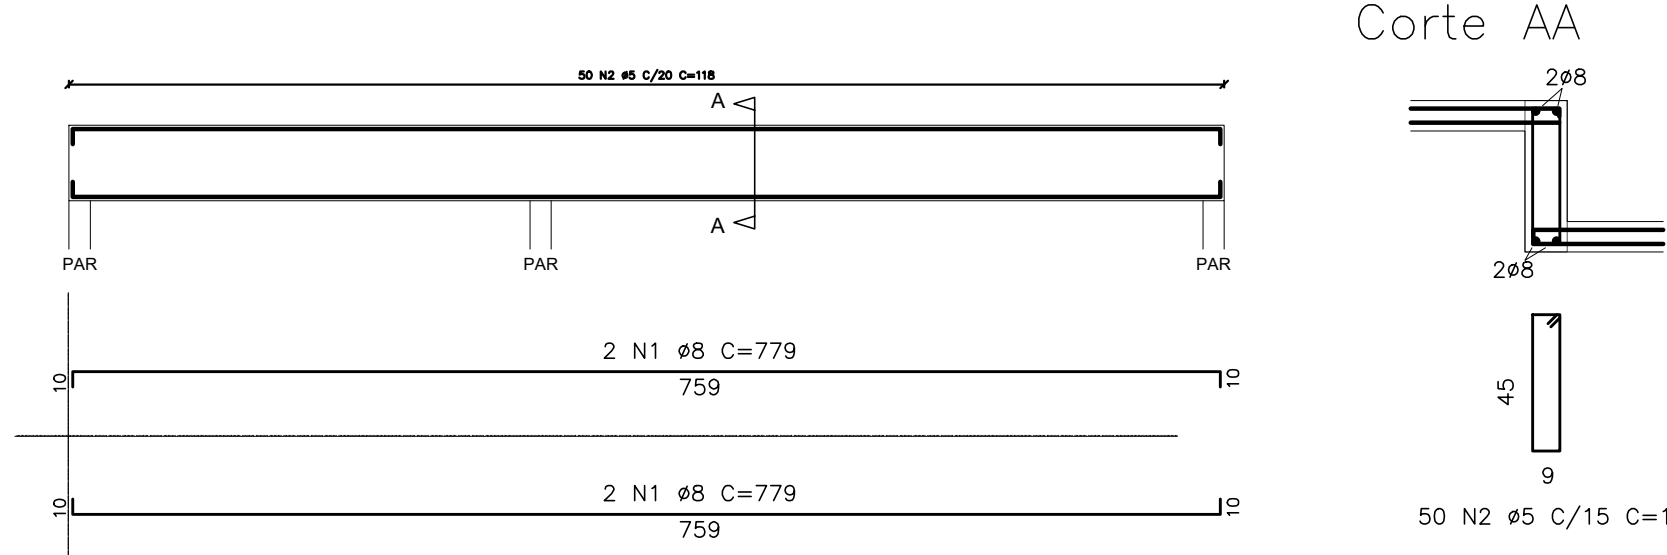 Corte AA
50 N2 ø5 C/20 C=118
2ø8
A
A
2ø8
PAR PAR PAR
2 N1 ø8 C=779
10 759 10
45
2 N1 ø8 C=779
10 759 10
9
50 N2 ø5 C/15 C=1